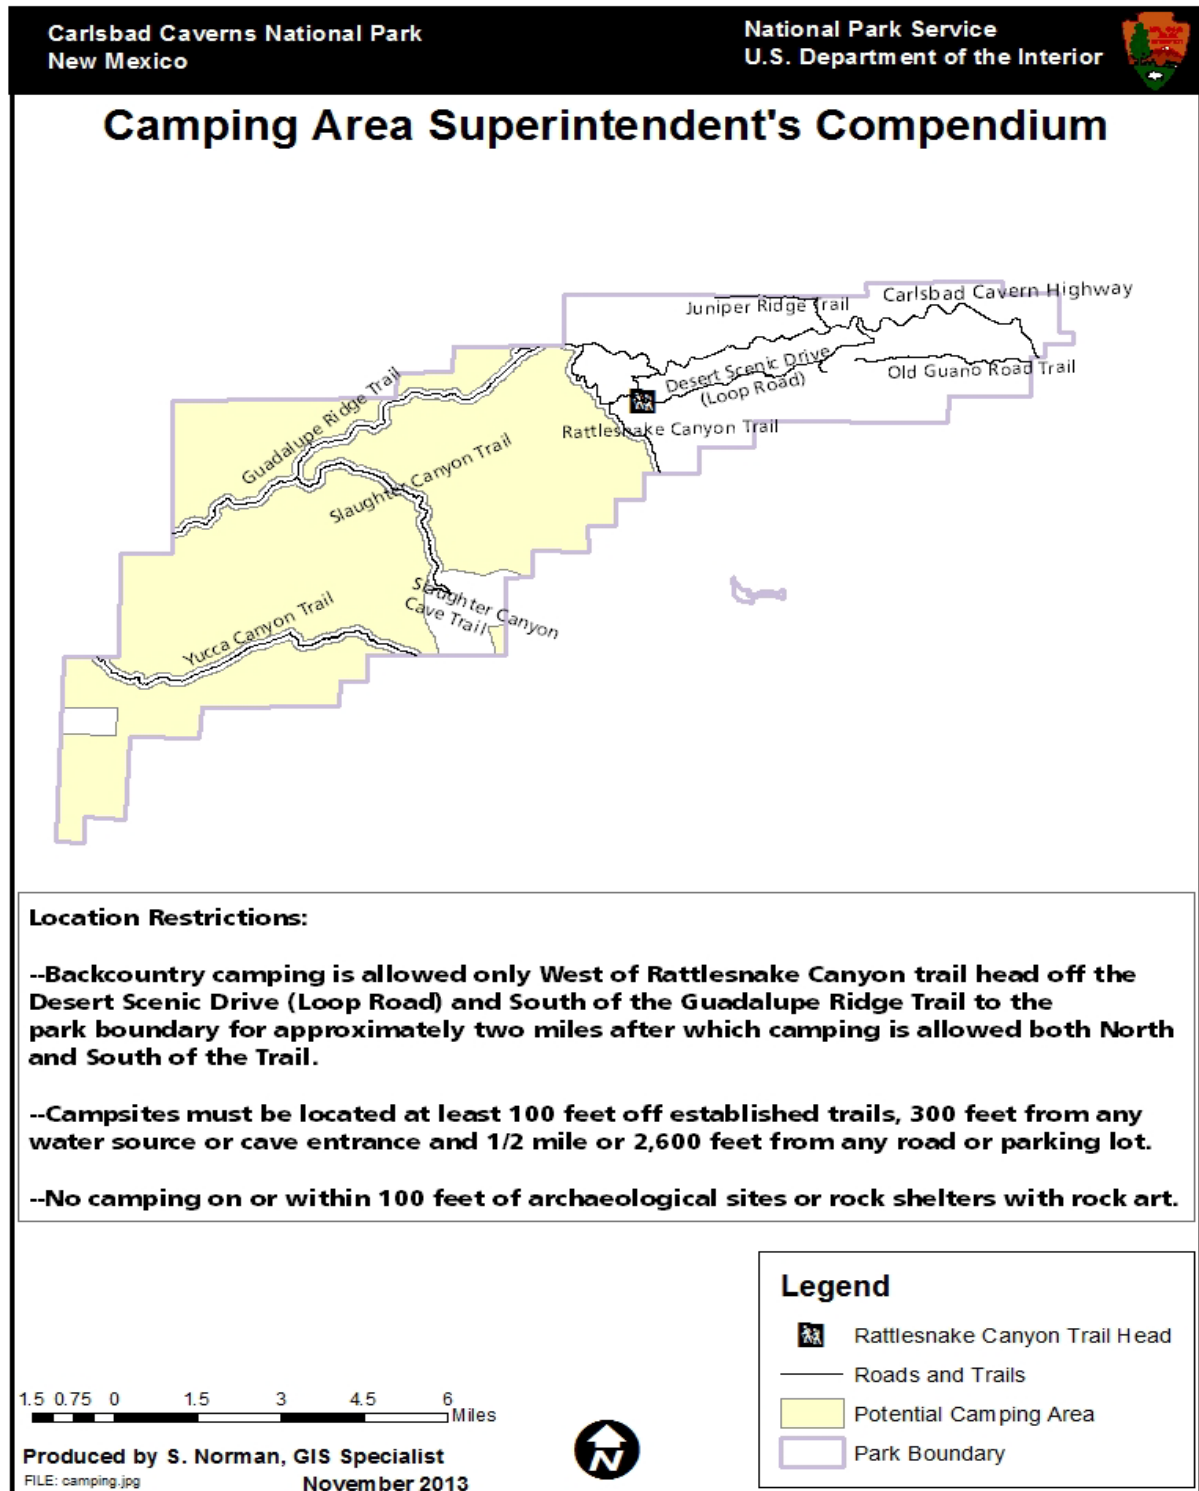 Carlsbad Caverns National Park
New Mexico
National Park Service
U.S. Department of the Interior
Camping Area Superintendent's Compendium
Juniper Ridge Trail
Carlsbad Cavern Highway
Desert Scenic Drive
(Loop Road)
Old Guano Road Trail
Rattlesnake Canyon Trail
Guadalupe Ridge Trail
Slaughter Canyon Trail
Slaughter Canyon
Cave Trail
Yucca Canyon Trail
Location Restrictions:
--Backcountry camping is allowed only West of Rattlesnake Canyon trail head off the
Desert Scenic Drive (Loop Road) and South of the Guadalupe Ridge Trail to the
park boundary for approximately two miles after which camping is allowed both North
and South of the Trail.
--Campsites must be located at least 100 feet off established trails, 300 feet from any
water source or cave entrance and 1/2 mile or 2,600 feet from any road or parking lot.
--No camping on or within 100 feet of archaeological sites or rock shelters with rock art.
Legend
Rattlesnake Canyon Trail Head
Roads and Trails
Potential Camping Area
Park Boundary
1.5 0.75 0 1.5 3 4.5 6
Miles
N
Produced by S. Norman, GIS Specialist
FILE: camping.jpg
November 2013